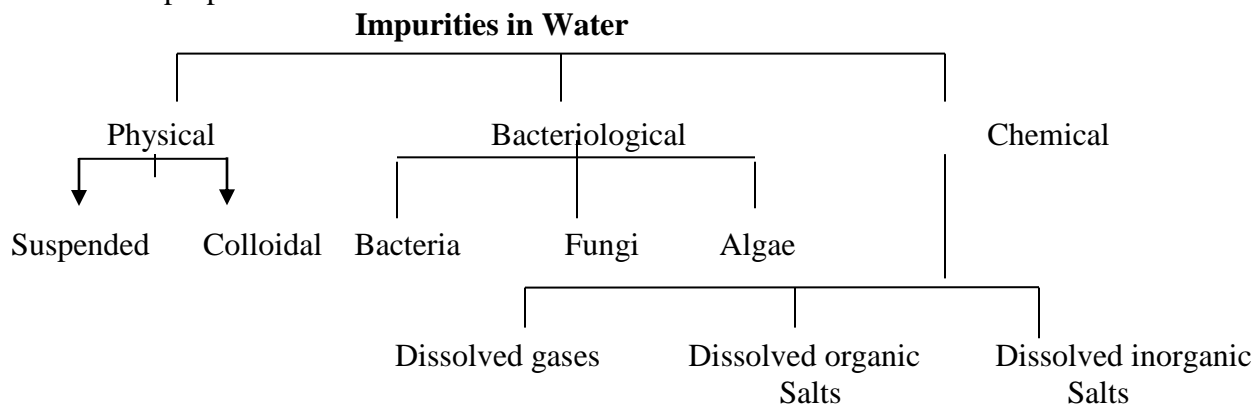 Impurities in Water
Physical Bacteriological Chemical
Suspended Colloidal Bacteria Fungi Algae
Dissolved gases Dissolved organic Dissolved inorganic
Salts Salts